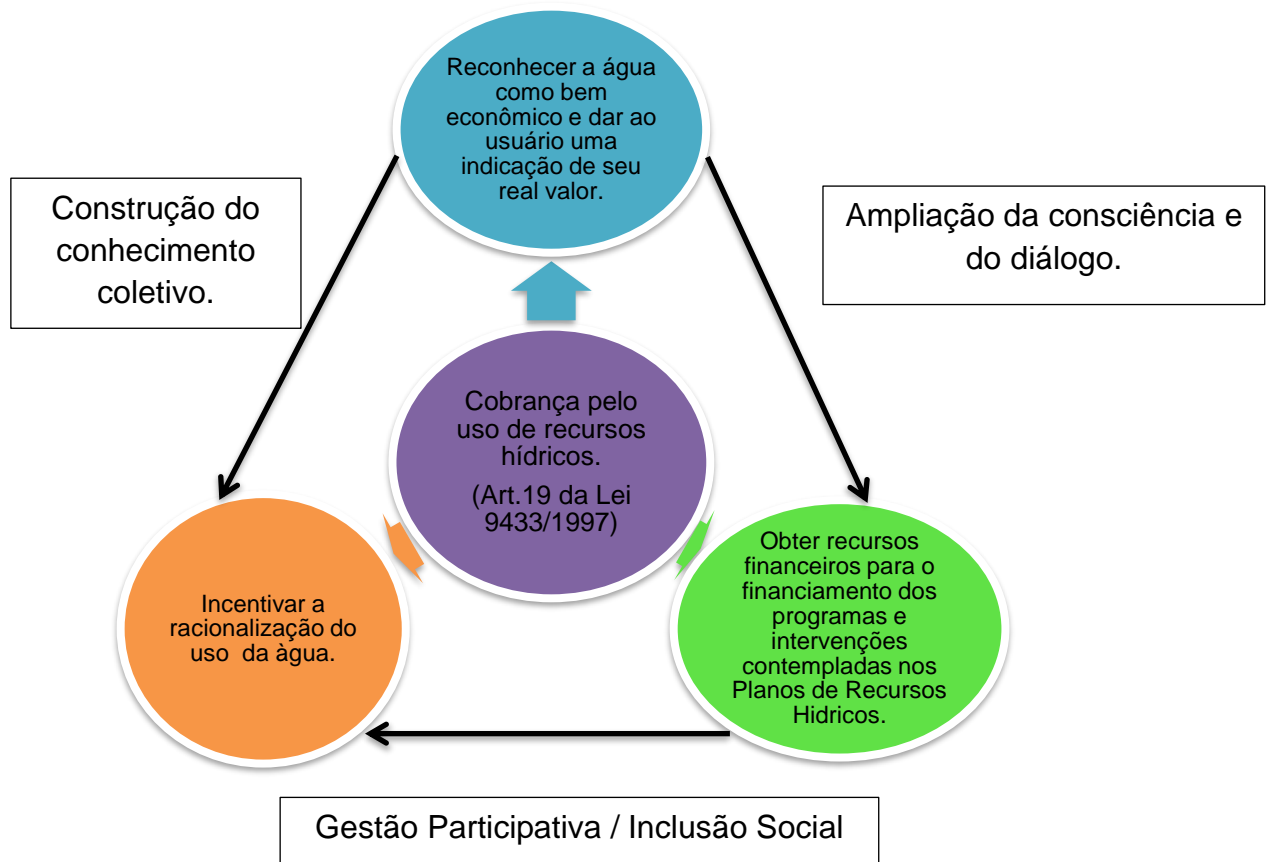 Reconhecer a água
como bem
econômico e dar ao
usuário uma
indicação de seu
real valor.
Construção do
conhecimento
coletivo.
Ampliação da consciência e
do diálogo.
Cobrança pelo
uso de recursos
hídricos.
(Art.19 da Lei
9433/1997)
Incentivar a
racionalização do
uso da àgua.
Obter recursos
financeiros para o
financiamento dos
programas e
intervenções
contempladas nos
Planos de Recursos
Hidricos.
Gestão Participativa / Inclusão Social